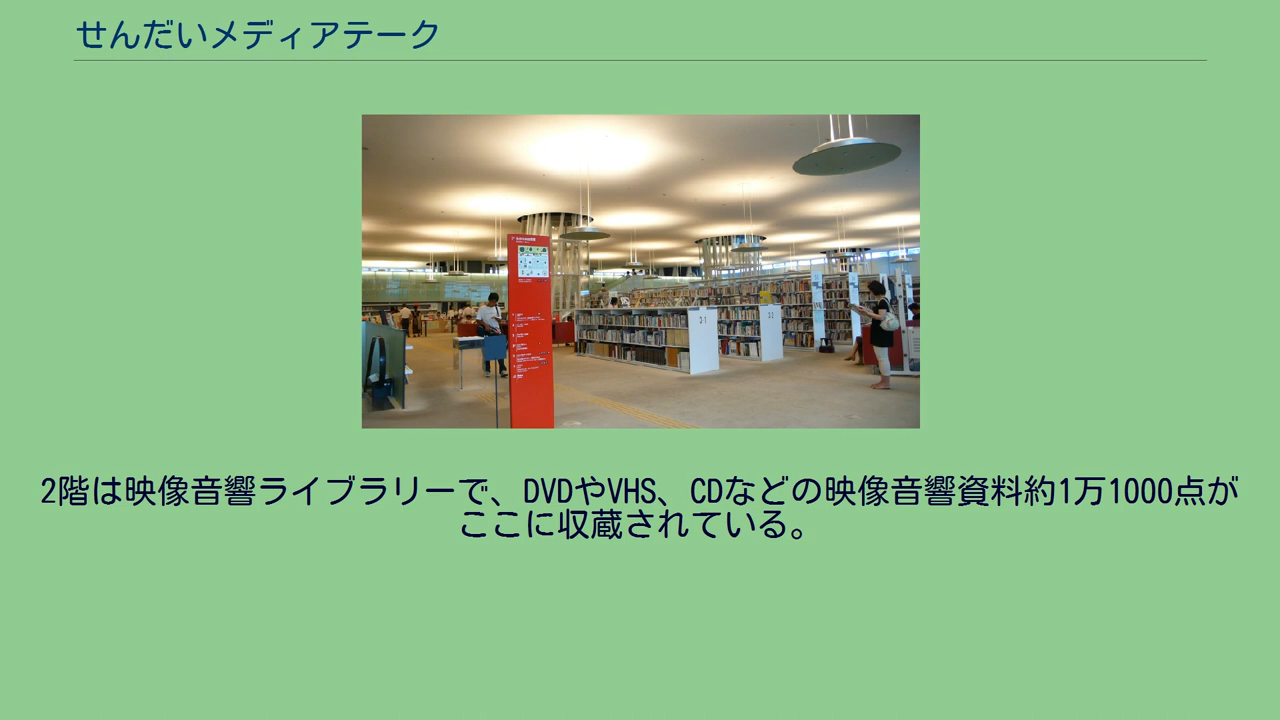 せんだいメディアテーク
2階は映像音響ライブラリーで、DVDやVHS、CDなどの映像音響資料約1万1000点が
ここに収蔵されている。